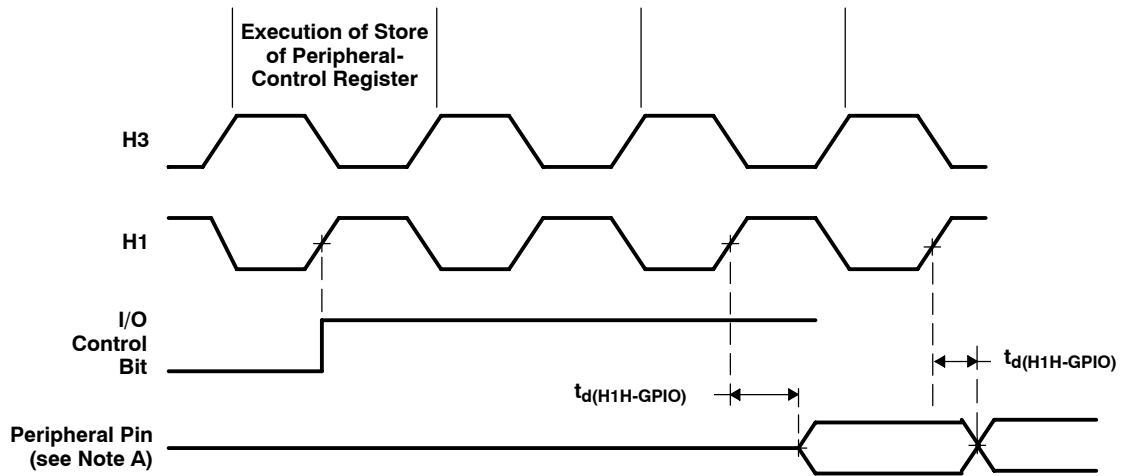 Execution of Store
of Peripheral-
Control Register
H3
H1
I/O
Control
Bit
td(H1H-GPIO)
td(H1H-GPIO)
Peripheral Pin
(see Note A)